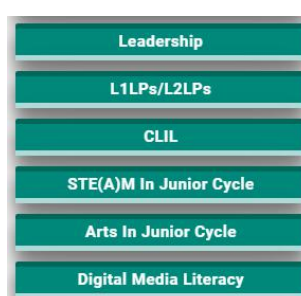 Leadership
L1LPs/L2LPs
CLIL
STE(A)M In Junior Cycle
Arts In Junior Cycle
Digital Media Literacy